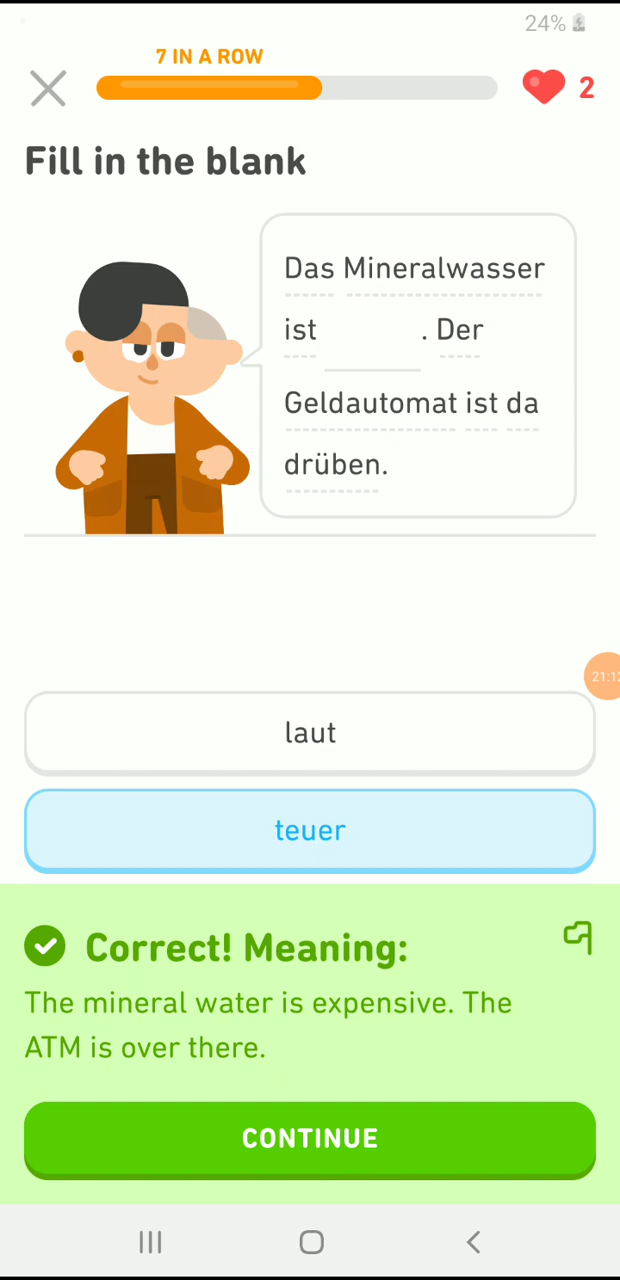 24%
7 IN A ROW
2
Fill in the blank
Das Mineralwasser
ist ________ . Der
Geldautomat ist da
drüben.
21:12
laut
teuer
Correct! Meaning:
The mineral water is expensive. The
ATM is over there.
CONTINUE